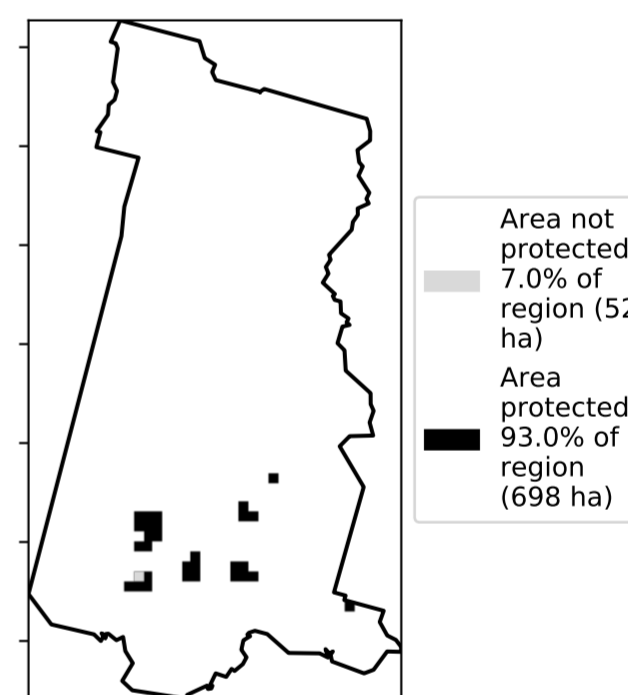 Area not
protected
7.0% of
region (52
ha)
Area
protected
93.0% of
region
(698 ha)